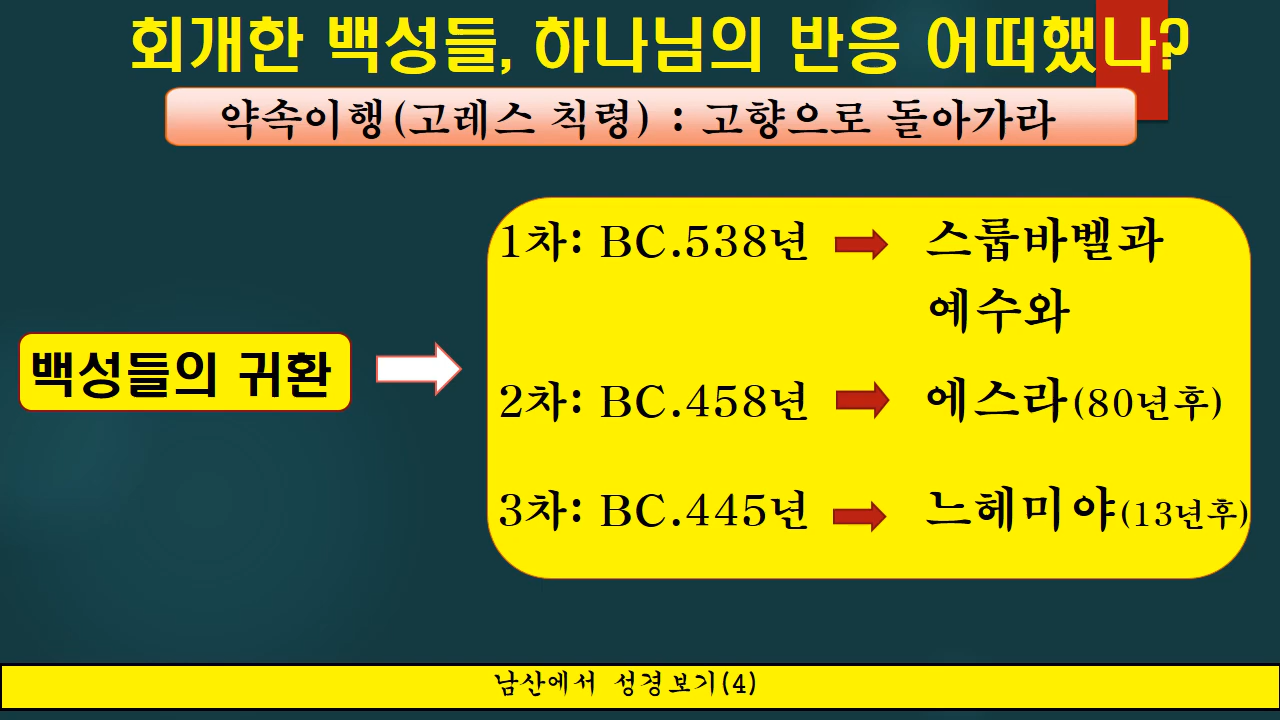 회개한 백성들, 하나님의 반응 어떠했나?
약속이행(고레스 칙령) : 고향으로 돌아가라
백성들의 귀환
1차: BC.538년 스룹바벨과
예수와
2차: BC.458년 에스라(80년후)
3차: BC.445년 느헤미야(13년후)
남산에서 성경보기(4)